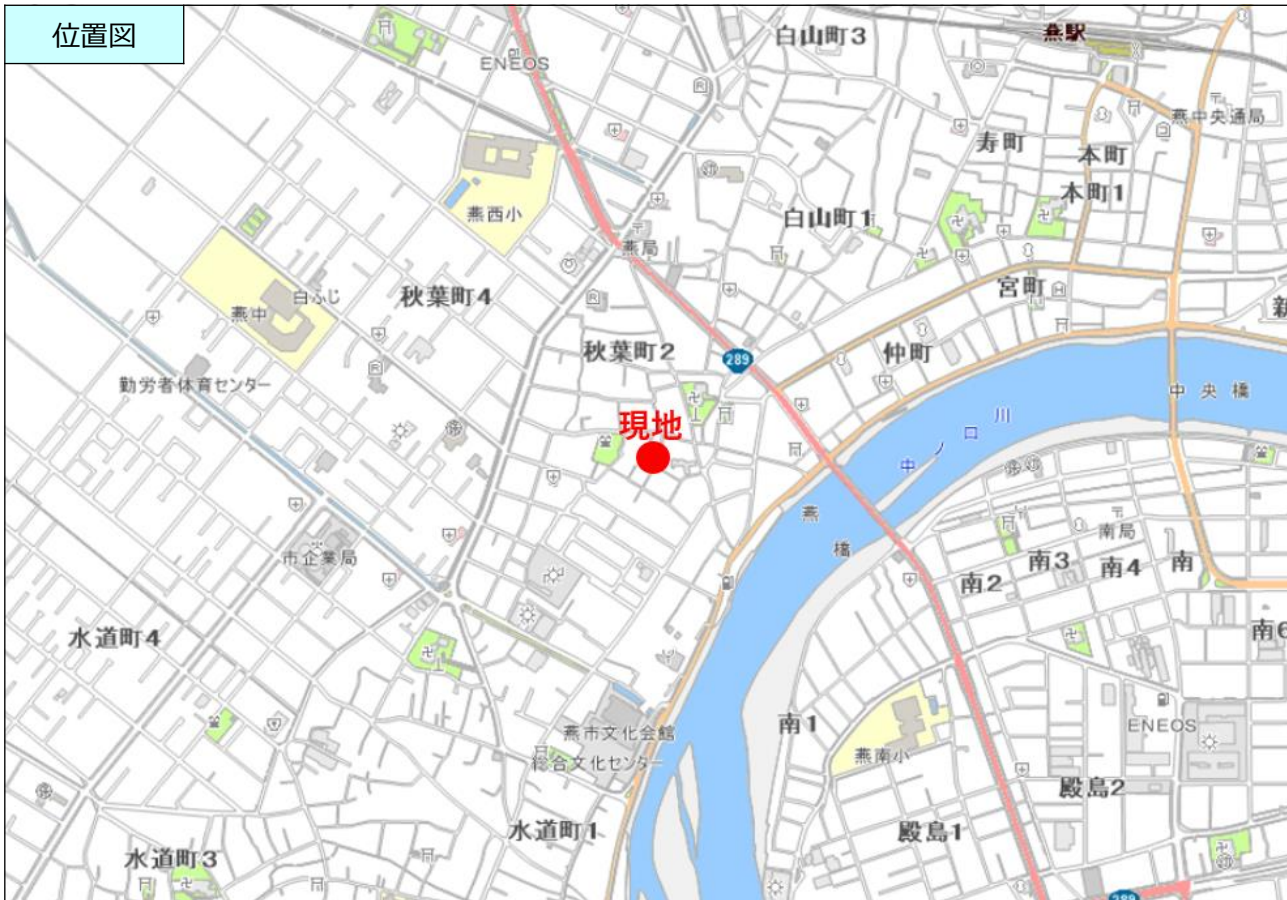 位置図
白山町3
燕駅
ENEOS
燕中央通局
寿町
本町
本町1
燕西小
白山町1
燕局
秋葉町4
白ふじ
燕中
宮町
新
秋葉町2
289
仲町
勤労者体育センター
中央橋
現地
中ノ口川
燕橋
南局
南3
南4
南
南2
市企業局
水道町4
南6
南1
ENEOS
燕市文化会館
総合文化センター
燕南小
殿島2
水道町1
殿島1
水道町3
289